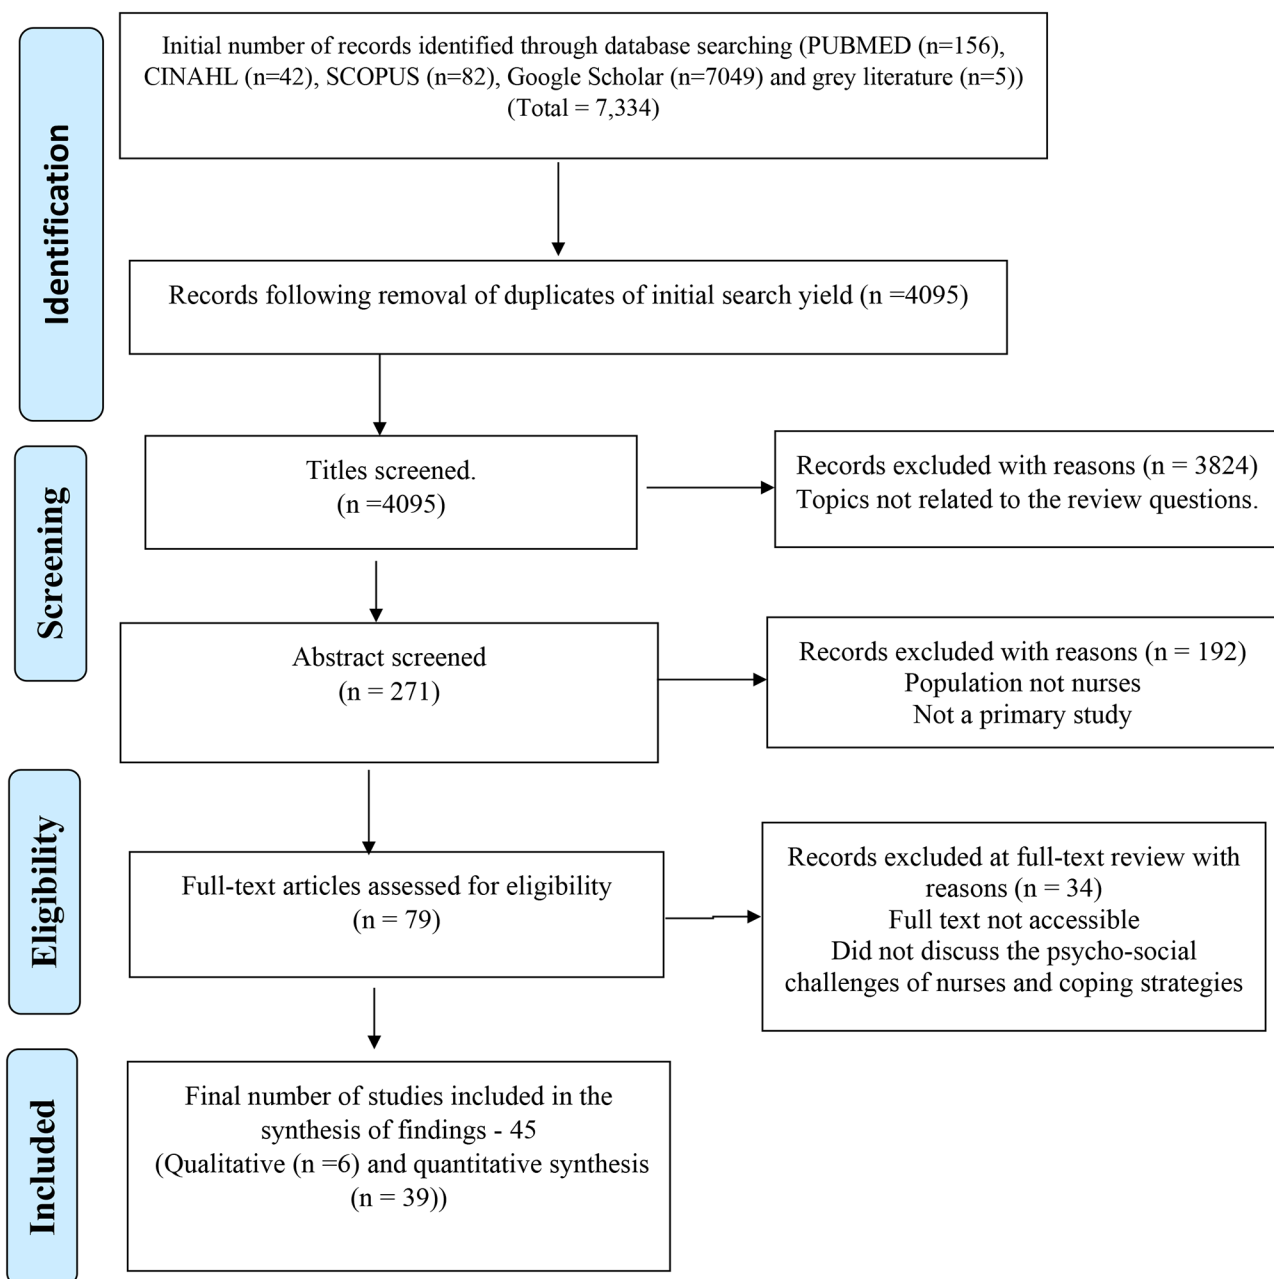 Identification
Initial number of records identified through database searching (PUBMED (n=156),
CINAHL (n=42), SCOPUS (n=82), Google Scholar (n=7049) and grey literature (n=5))
(Total = 7,334)
Records following removal of duplicates of initial search yield (n =4095)
Screening
Titles screened.
(n =4095)
Records excluded with reasons (n = 3824)
Topics not related to the review questions.
Abstract screened
(n = 271)
Records excluded with reasons (n = 192)
Population not nurses
Not a primary study
Eligibility
Full-text articles assessed for eligibility
(n = 79)
Records excluded at full-text review with
reasons (n = 34)
Full text not accessible
Did not discuss the psycho-social
challenges of nurses and coping strategies
Included
Final number of studies included in the
synthesis of findings - 45
(Qualitative (n =6) and quantitative synthesis
(n = 39))